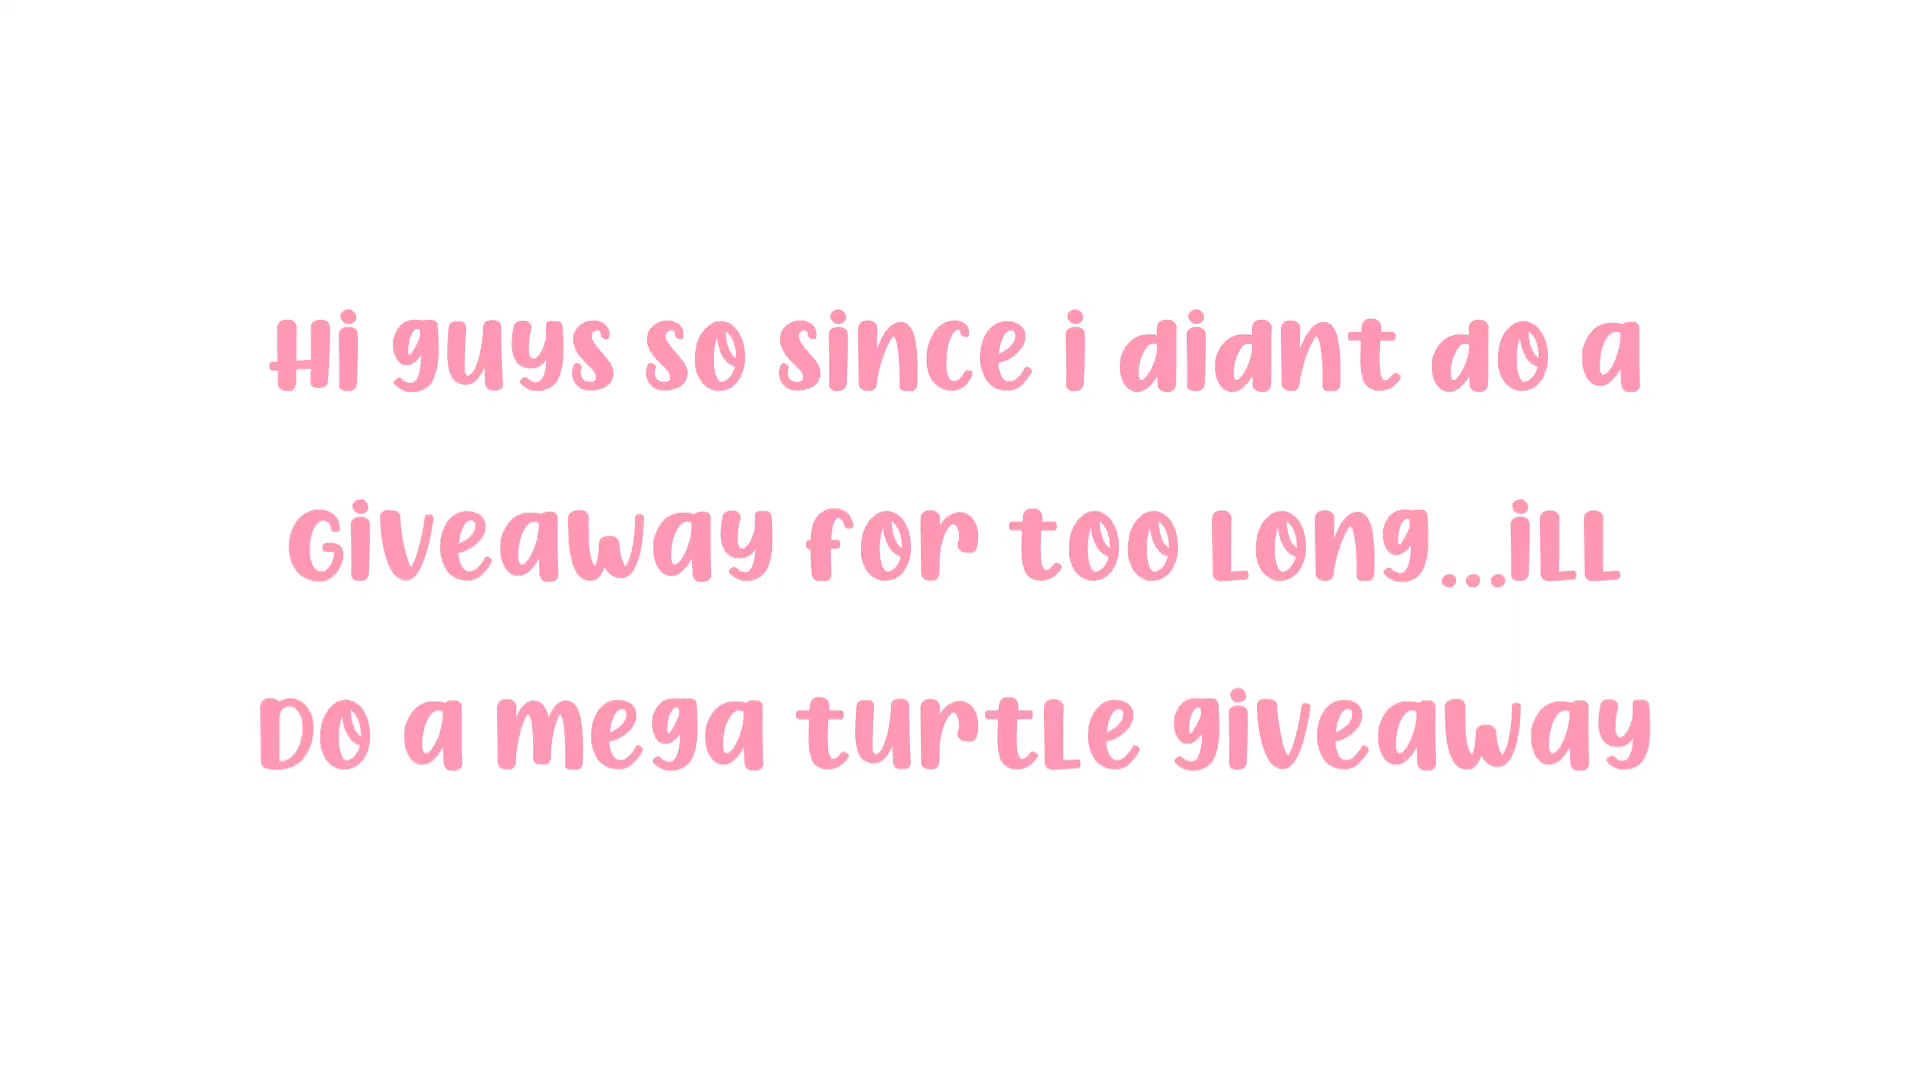 Hi guys so since i didnt do a
Giveaway for too long...ill
Do a mega turtle giveaway